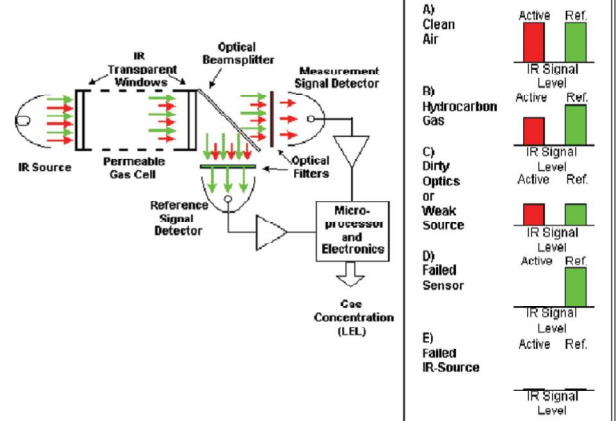 IR
Transparent
Windows
Optical
Beamsplitter
Measurement
Signal Detector
IR Source
Permeable
Gas Cell
Optical
Filters
Reference
Signal
Detector
Micro-
processor
and
Electronics
Gas
Concentration
(LEL)
A)
Clean
Air
Active Ref.
IR Signal
Level
B)
Hydrocarbon
Gas
Active Ref.
IR Signal
Level
C)
Dirty
Optics
or
Weak
Source
Active Ref.
IR Signal
Level
D)
Failed
Sensor
Active Ref.
IR Signal
Level
E)
Failed
IR-Source
Active Ref.
IR Signal
Level